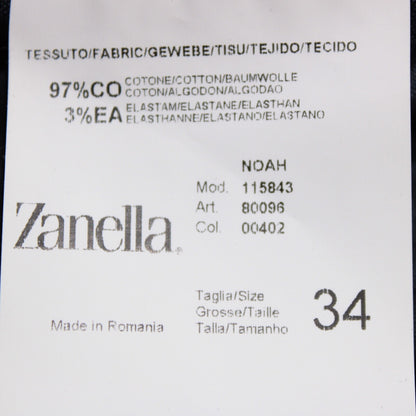 TESSUTO/FABRIC/GEWEBE/TISU/TEJIDO/TECIDO
97%CO COTONE/COTTON/BAUMWOLLE
COTON/ALGODON/ALGODAO
3%EA ELASTAM/ELASTANE/ELASTHAN
ELASTHANNE/ELASTANO/ELASTANO
NOAH
Mod. 115843
Art. 80096
Col. 00402
Zanella®
Taglia/Size
Grosse/Taille
Talla/Tamanho
34
Made in Romania